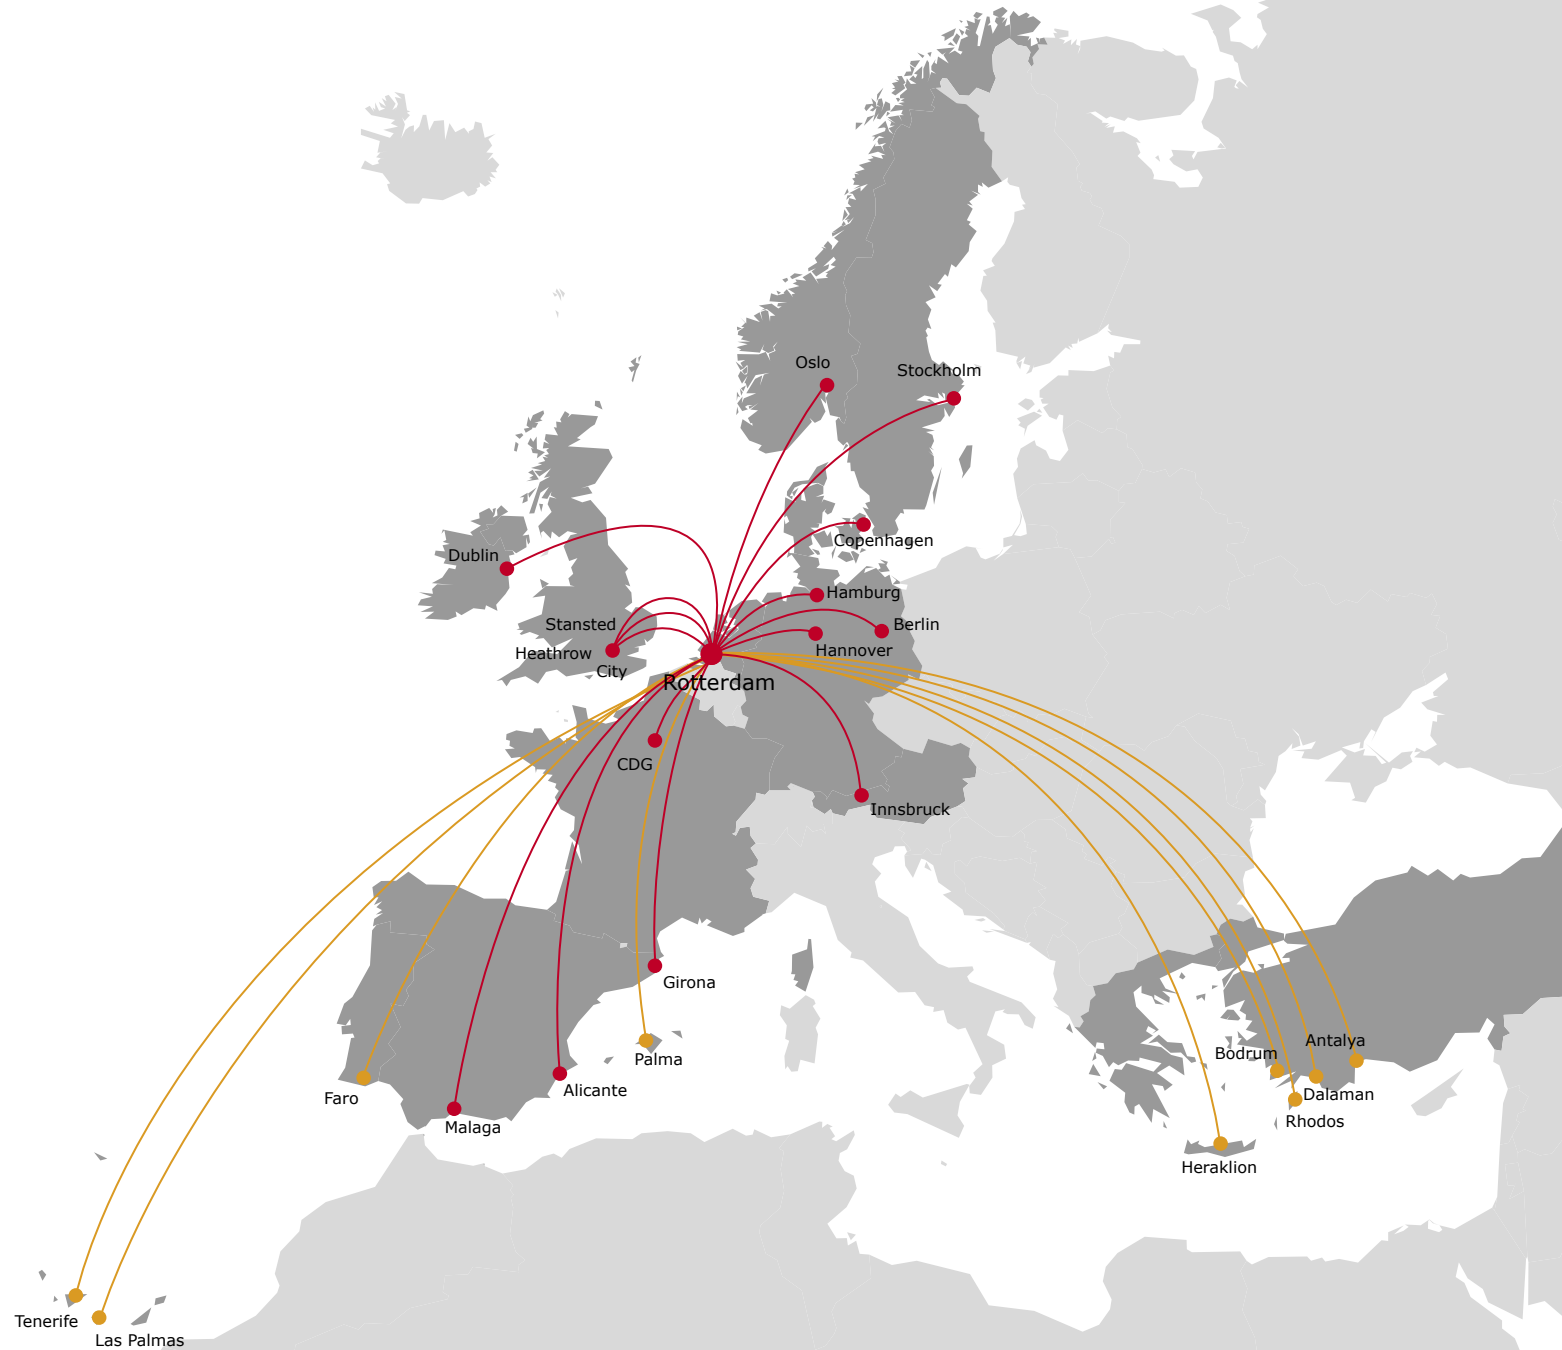 Oslo
Stockholm
Copenhagen
Dublin
Hamburg
Stansted
Berlin
Heathrow
Hannover
City
Rotterdam
CDG
Innsbruck
Girona
Antalya
Bodrum
Palma
Alicante
Dalaman
Faro
Rhodos
Malaga
Heraklion
Tenerife
Las Palmas